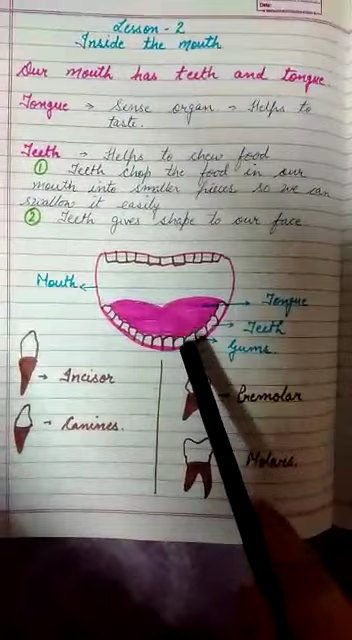 Date:
Lesson - 2
Inside the mouth
Our mouth has teeth and tongue.
Tongue → Sense organ → Helps to
taste.
Teeth → Helps to chew food
① Teeth chop the food in our
mouth into smaller pieces so we can
swallow it easily
② Teeth gives shape to our face
Mouth
Tongue
Teeth
Gums.
Incisor
Premolar
Canines.
Molars.